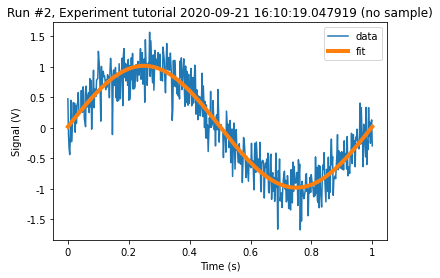 Run #2, Experiment tutorial 2020-09-21 16:10:19.047919 (no sample)
data
fit
Signal (V)
1.5
1
0.5
0
-0.5
-1
-1.5
0
0.2
0.4
0.6
0.8
1
Time (s)